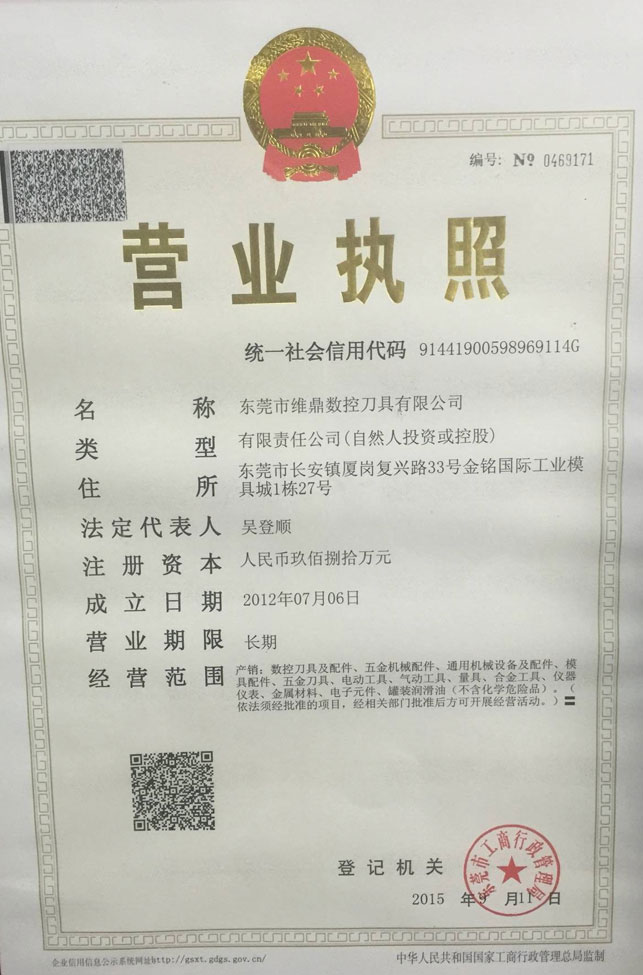 编号: № 0469171
营业执照
统一社会信用代码 91441900598969114G
名称 东莞市维鼎数控刀具有限公司
类型 有限责任公司(自然人投资或控股)
住所 东莞市长安镇厦岗复兴路33号金铭国际工业模
具城1栋27号
法定代表人 吴登顺
注册资本 人民币玖佰捌拾万元
成立日期 2012年07月06日
营业期限 长期
经营范围 产销：数控刀具及配件、五金机械配件、通用机械设备及配件、模
具配件、五金刀具、电动工具、气动工具、量具、合金工具、仪器
仪表、金属材料、电子元件、罐装润滑油（不含化学危险品）。（
依法须经批准的项目，经相关部门批准后方可开展经营活动。）〓
登记机关
东莞市工商行政管理局
2015 年9 月11日
企业信用信息公示系统网址http://gsxt.gdgs.gov.cn/
中华人民共和国国家工商行政管理总局监制